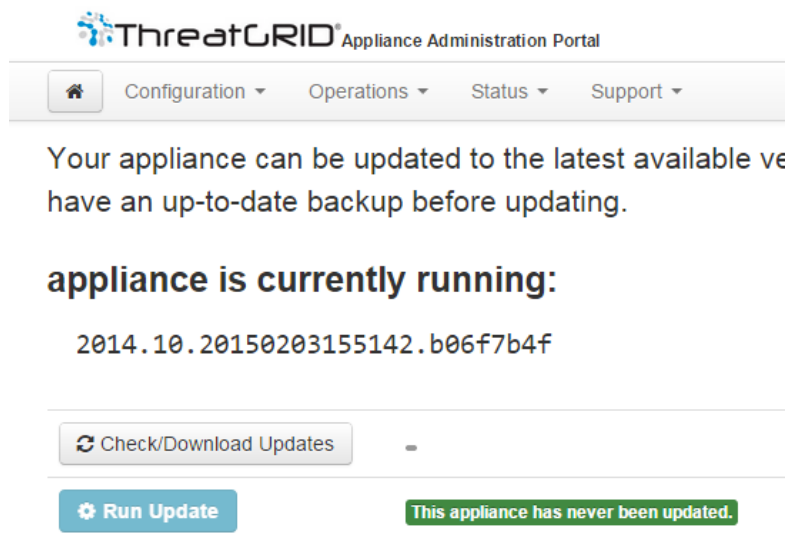 ThreatGRID® Appliance Administration Portal
Configuration Operations Status Support
Your appliance can be updated to the latest available ve
have an up-to-date backup before updating.
appliance is currently running:
2014.10.20150203155142.b06f7b4f
Check/Download Updates -
Run Update This appliance has never been updated.